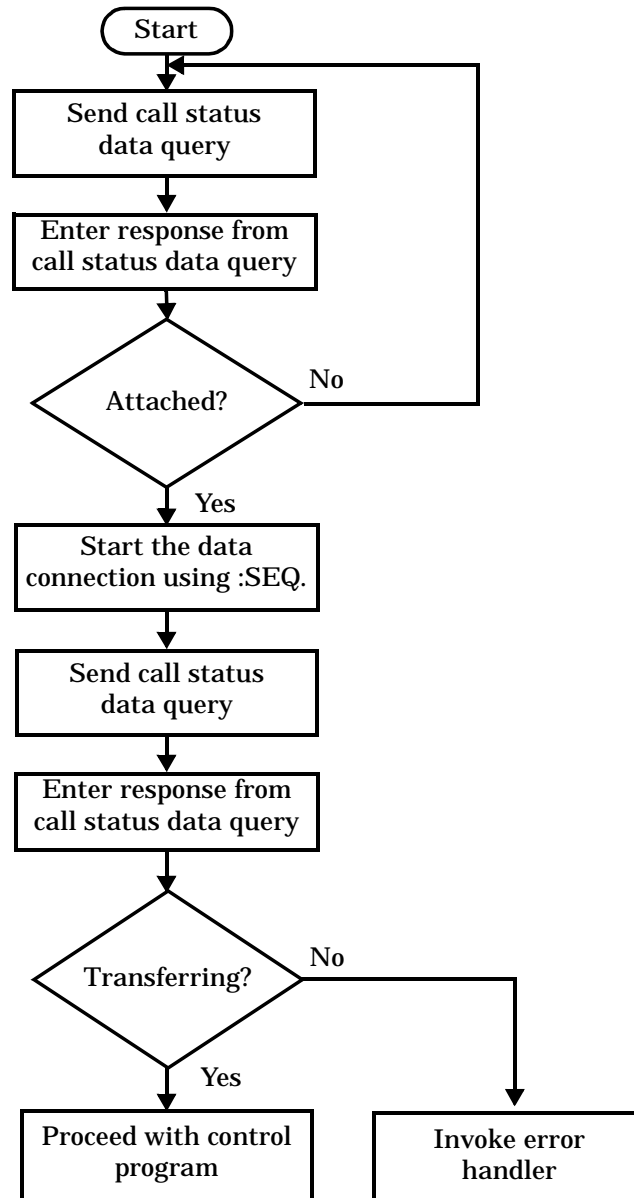 Start
Send call status
data query
Enter response from
call status data query
Attached?
No
Yes
Start the data
connection using :SEQ.
Send call status
data query
Enter response from
call status data query
Transferring?
No
Yes
Proceed with control
program
Invoke error
handler